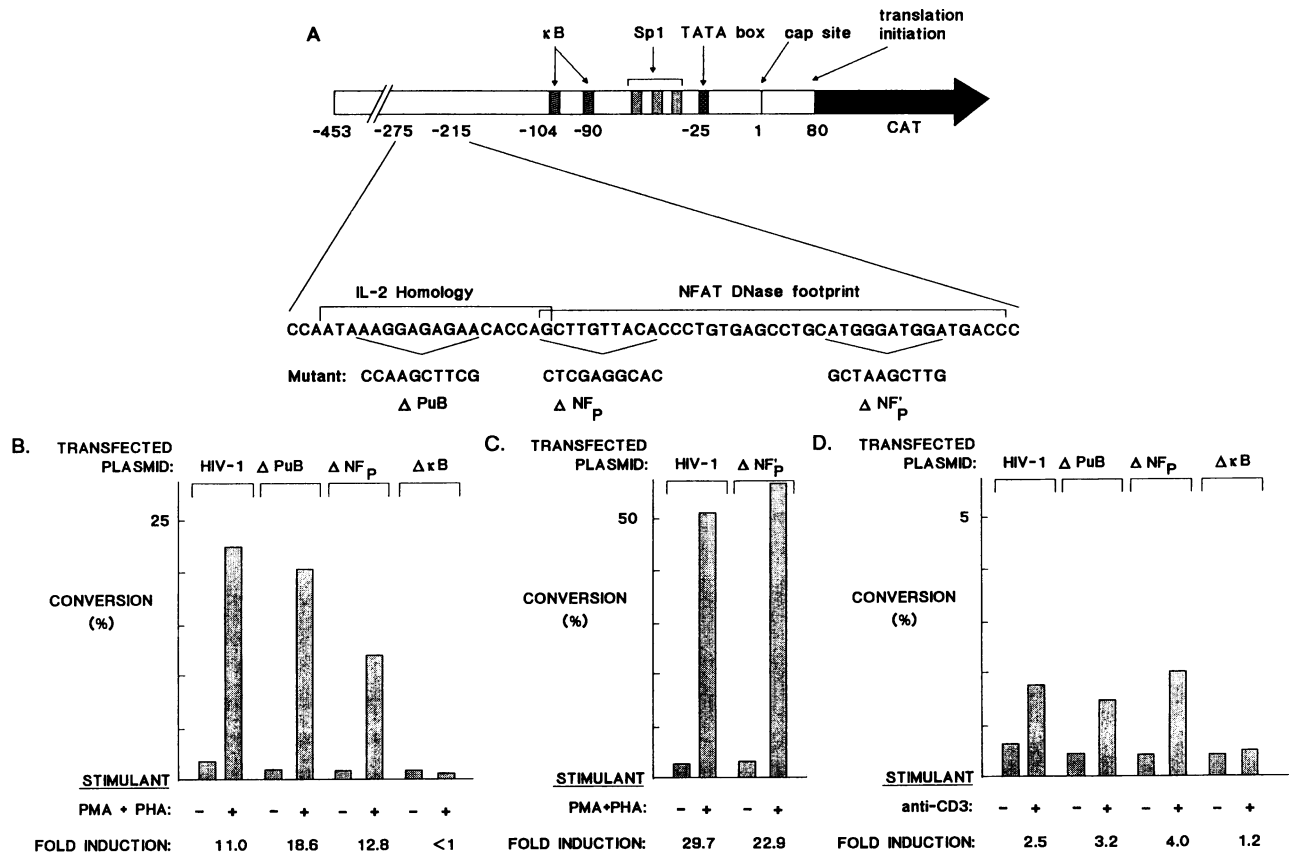 A
κB Sp1 TATA box cap site translation initiation
-453 -275 -215 -104 -90 -25 1 80 CAT
IL-2 Homology NFAT DNase footprint
CCAATAAAGGAGAGAACACCAGCTTGTTACACCCTGTGAGCCTGCATGGGATGGATGACCC
Mutant: CCAAGCTTCG CTCGAGGCAC GCTAAGCTTG
Δ PuB Δ NFP Δ NF'P
B. TRANSFECTED PLASMID: HIV-1 Δ PuB Δ NFP ΔκB
25
CONVERSION (%)
STIMULANT
PMA + PHA: - + - + - + - +
FOLD INDUCTION: 11.0 18.6 12.8 <1
C. TRANSFECTED PLASMID: HIV-1 Δ NF'P
50
CONVERSION (%)
STIMULANT
PMA+PHA: - + - +
FOLD INDUCTION: 29.7 22.9
D. TRANSFECTED PLASMID: HIV-1 Δ PuB Δ NFP ΔκB
5
CONVERSION (%)
STIMULANT
anti-CD3: - + - + - + - +
FOLD INDUCTION: 2.5 3.2 4.0 1.2